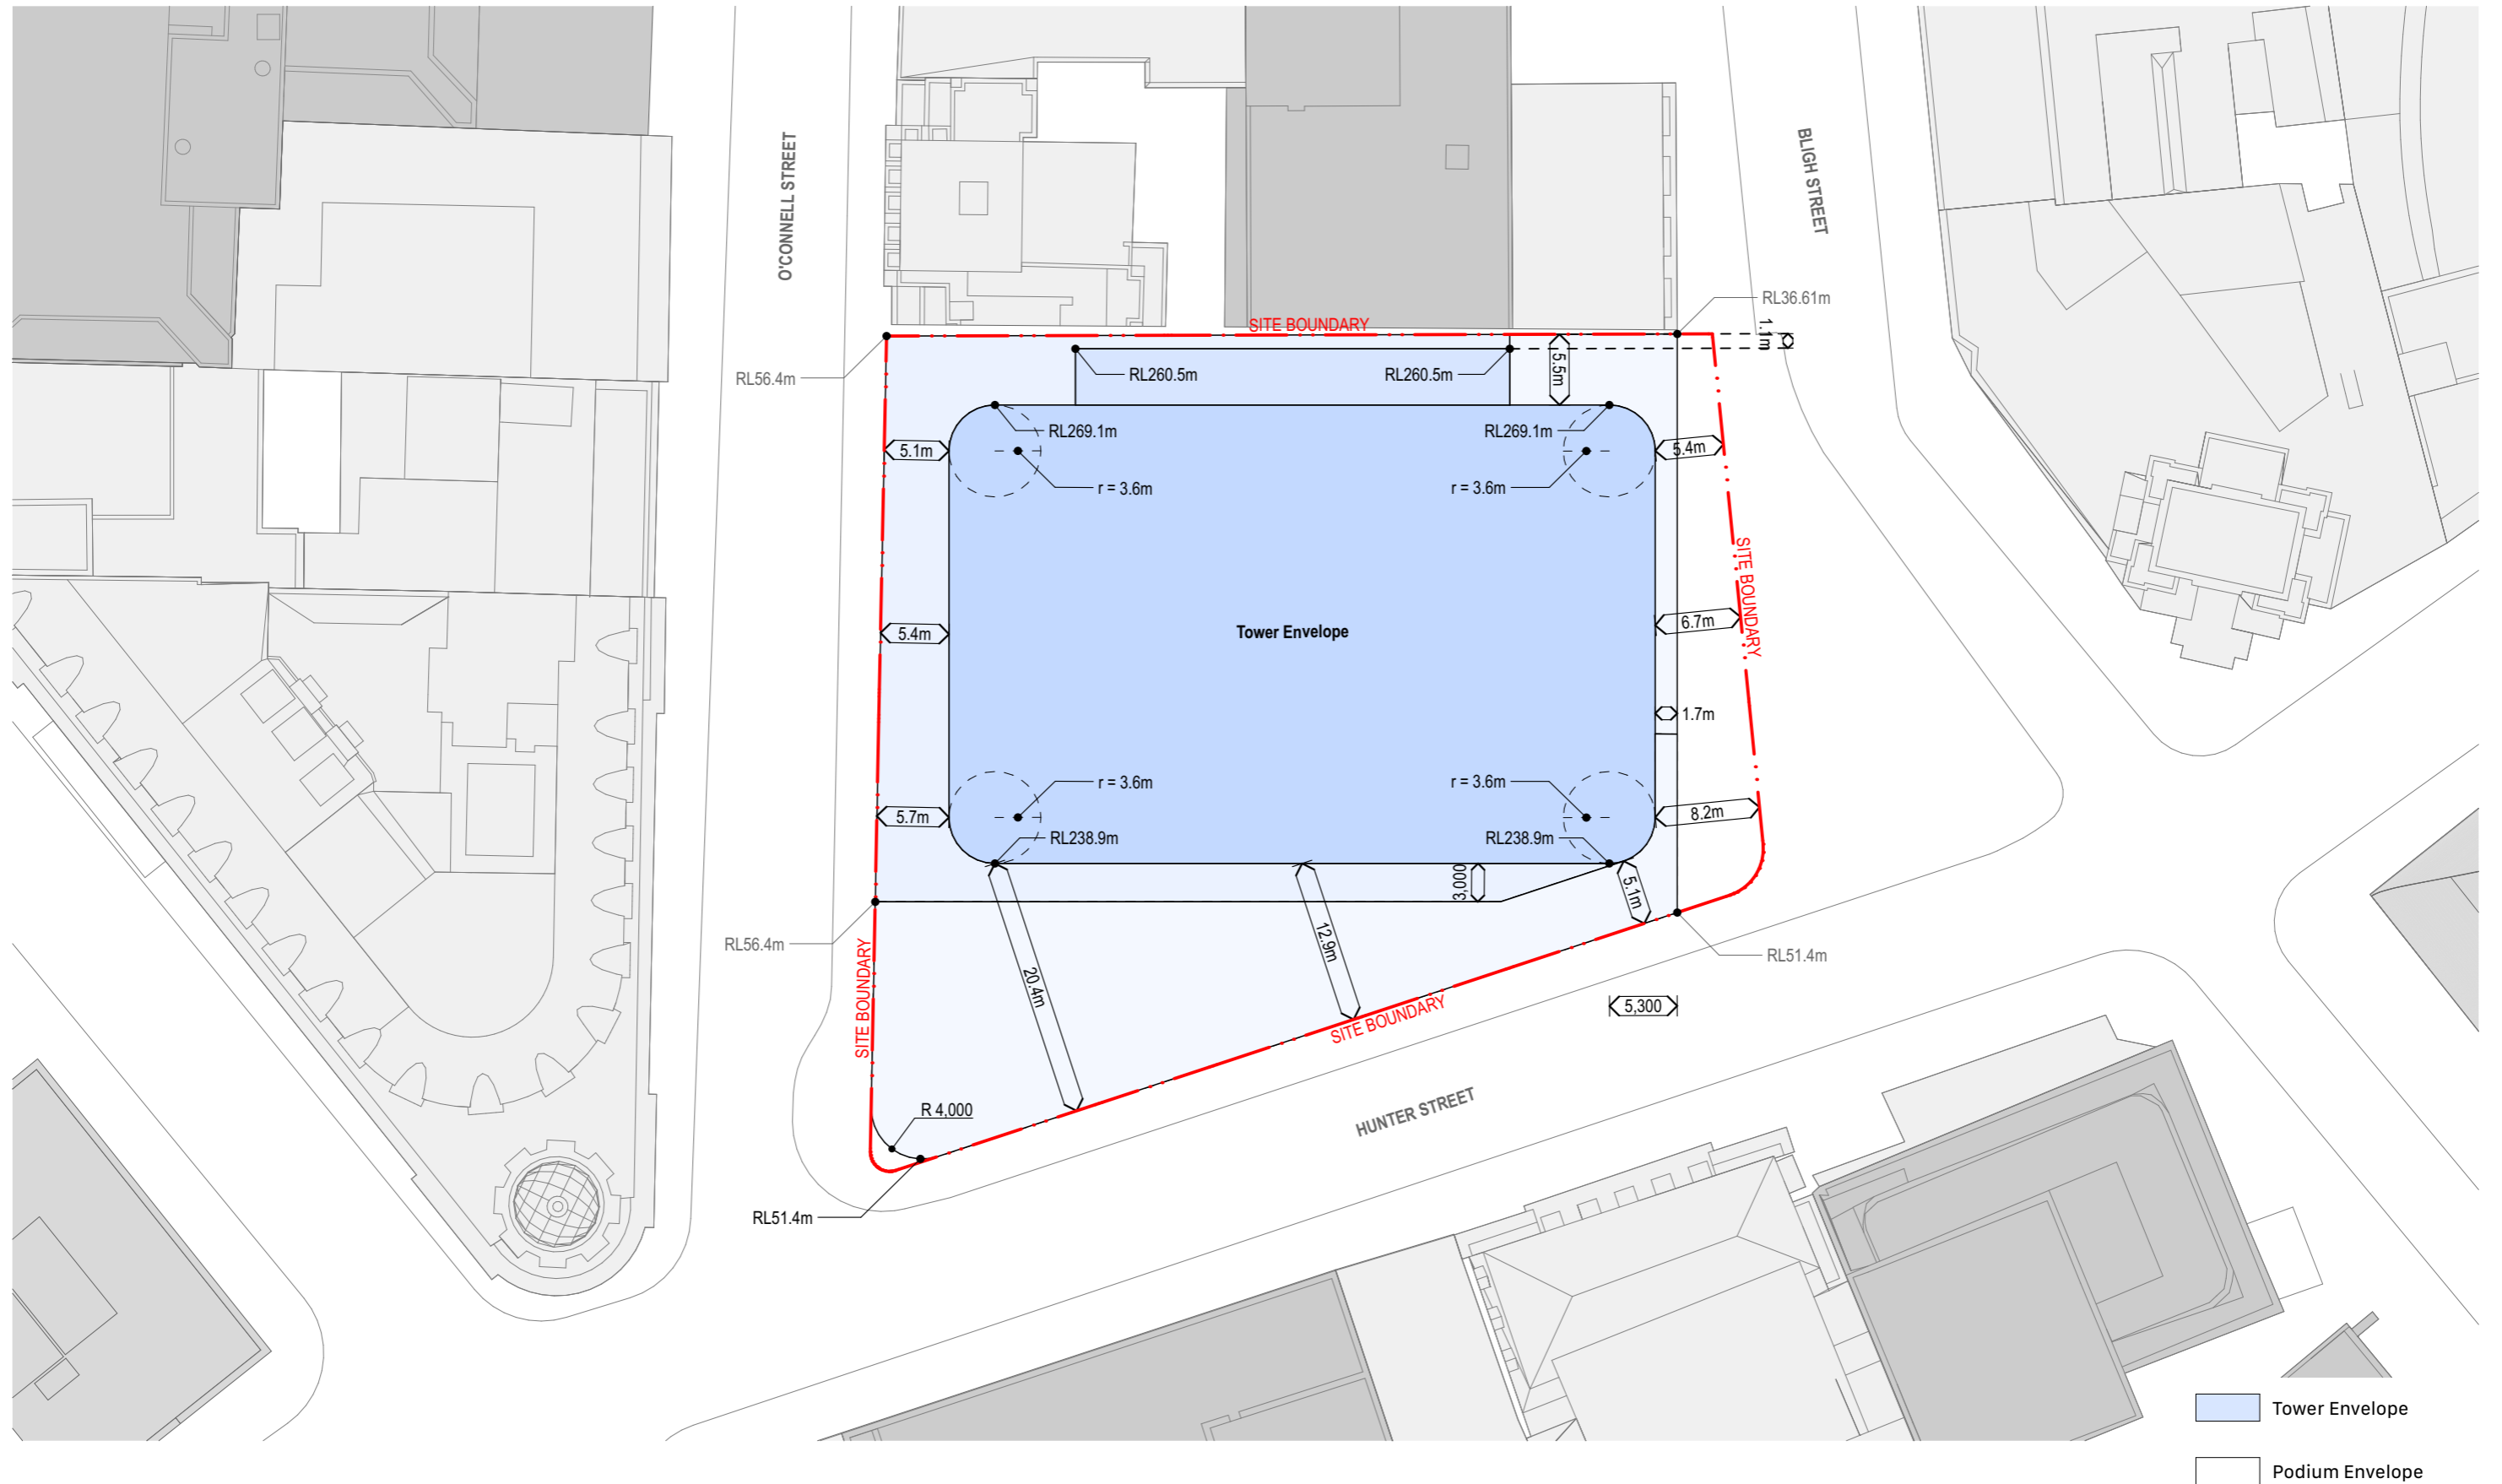 O'CONNELL STREET
BLIGH STREET
RL36.61m
SITE BOUNDARY
1.1m
RL56.4m
RL260.5m
RL260.5m
5.5m
RL269.1m
RL269.1m
5.1m
5.4m
r = 3.6m
r = 3.6m
SITE BOUNDARY
5.4m
Tower Envelope
6.7m
1.7m
r = 3.6m
r = 3.6m
5.7m
8.2m
RL238.9m
RL238.9m
3,000
5.1m
RL56.4m
12.9m
RL51.4m
SITE BOUNDARY
20.4m
5,300
SITE BOUNDARY
R 4,000
HUNTER STREET
RL51.4m
Tower Envelope
Podium Envelope